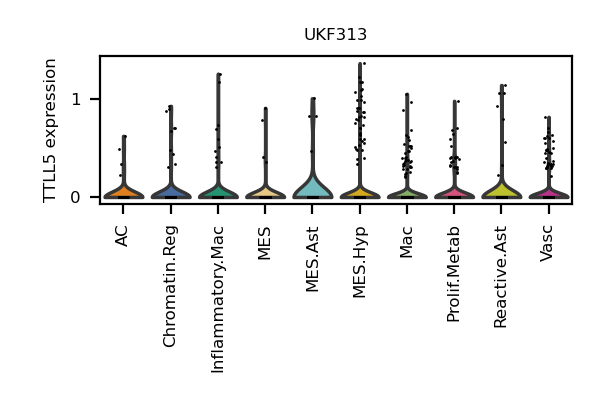 UKF313
TTLL5 expression
1
0
AC
Chromatin.Reg
Inflammatory.Mac
MES
MES.Ast
MES.Hyp
Mac
Prolif.Metab
Reactive.Ast
Vasc